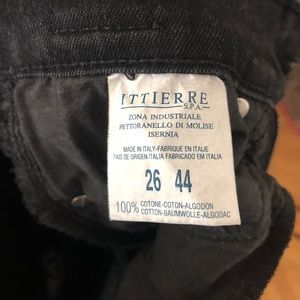 ITTIERRE
S.P.A.
ZONA INDUSTRIALE
PETTORANELLO DI MOLISE
ISERNIA
MADE IN ITALY-FABRIQUE EN ITALIE
PAIS DE ORIGEN ITALIA FABRICADO EM ITALIA
26 44
100% COTONE-COTON-ALGODON
COTTON-BAUMWOLLE-ALGODAO